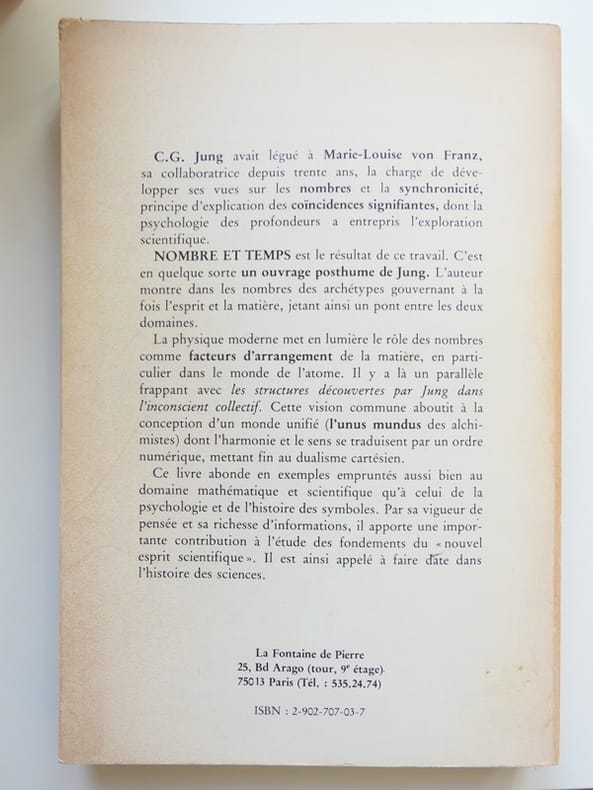 C.G. Jung avait légué à Marie-Louise von Franz,
sa collaboratrice depuis trente ans, la charge de déve-
lopper ses vues sur les nombres et la synchronicité,
principe d'explication des coïncidences signifiantes, dont la
psychologie des profondeurs a entrepris l'exploration
scientifique.
NOMBRE ET TEMPS est le résultat de ce travail. C'est
en quelque sorte un ouvrage posthume de Jung. L'auteur
montre dans les nombres des archétypes gouvernant à la
fois l'esprit et la matière, jetant ainsi un pont entre les deux
domaines.
La physique moderne met en lumière le rôle des nombres
comme facteurs d'arrangement de la matière, en parti-
culier dans le monde de l'atome. Il y a là un parallèle
frappant avec les structures découvertes par Jung dans
l'inconscient collectif. Cette vision commune aboutit à la
conception d'un monde unifié (l'unus mundus des alchi-
mistes) dont l'harmonie et le sens se traduisent par un ordre
numérique, mettant fin au dualisme cartésien.
Ce livre abonde en exemples empruntés aussi bien au
domaine mathématique et scientifique qu'à celui de la
psychologie et de l'histoire des symboles. Par sa vigueur de
pensée et sa richesse d'informations, il apporte une impor-
tante contribution à l'étude des fondements du « nouvel
esprit scientifique ». Il est ainsi appelé à faire date dans
l'histoire des sciences.
La Fontaine de Pierre
25, Bd Arago (tour, 9e étage)
75013 Paris (Tél. : 535.24.74)
ISBN : 2-902-707-03-7